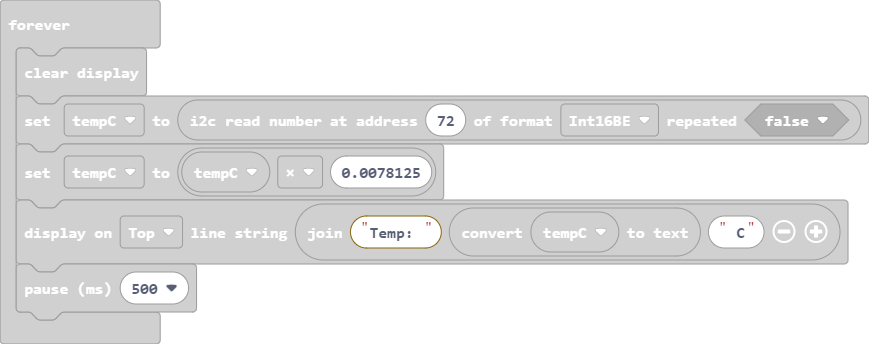 forever
clear display
set tempC to i2c read number at address 72 of format Int16BE repeated false
set tempC to tempC × 0.0078125
display on Top line string join "Temp: " convert tempC to text " C"
pause (ms) 500